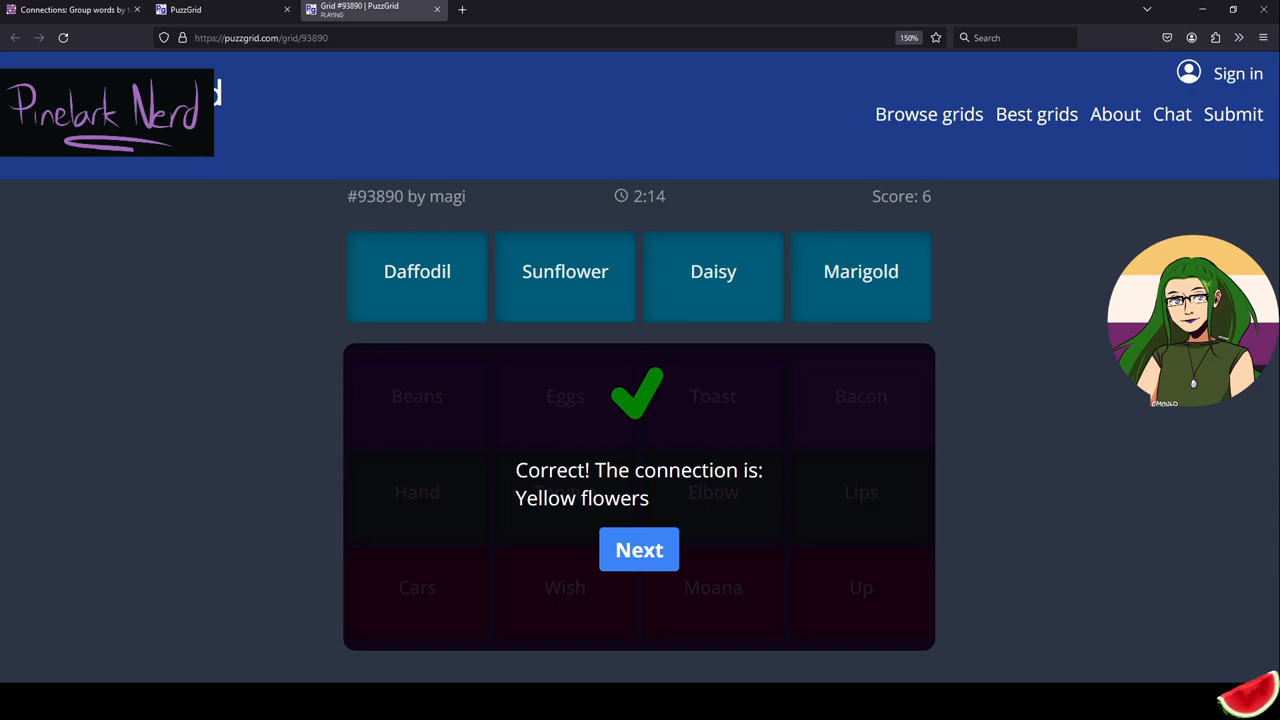 Connections: Group words by
PuzzGrid
Grid #93890 | PuzzGrid
PLAYING
https://puzzgrid.com/grid/93890
150%
Search
Pinelark Nerd
d
Sign in
Browse grids Best grids About Chat Submit
#93890 by magi
2:14
Score: 6
Daffodil Sunflower Daisy Marigold
Beans Eggs Toast Bacon
Correct! The connection is:
Hand Elbow Lips
Yellow flowers
Next
Cars Wish Moana Up